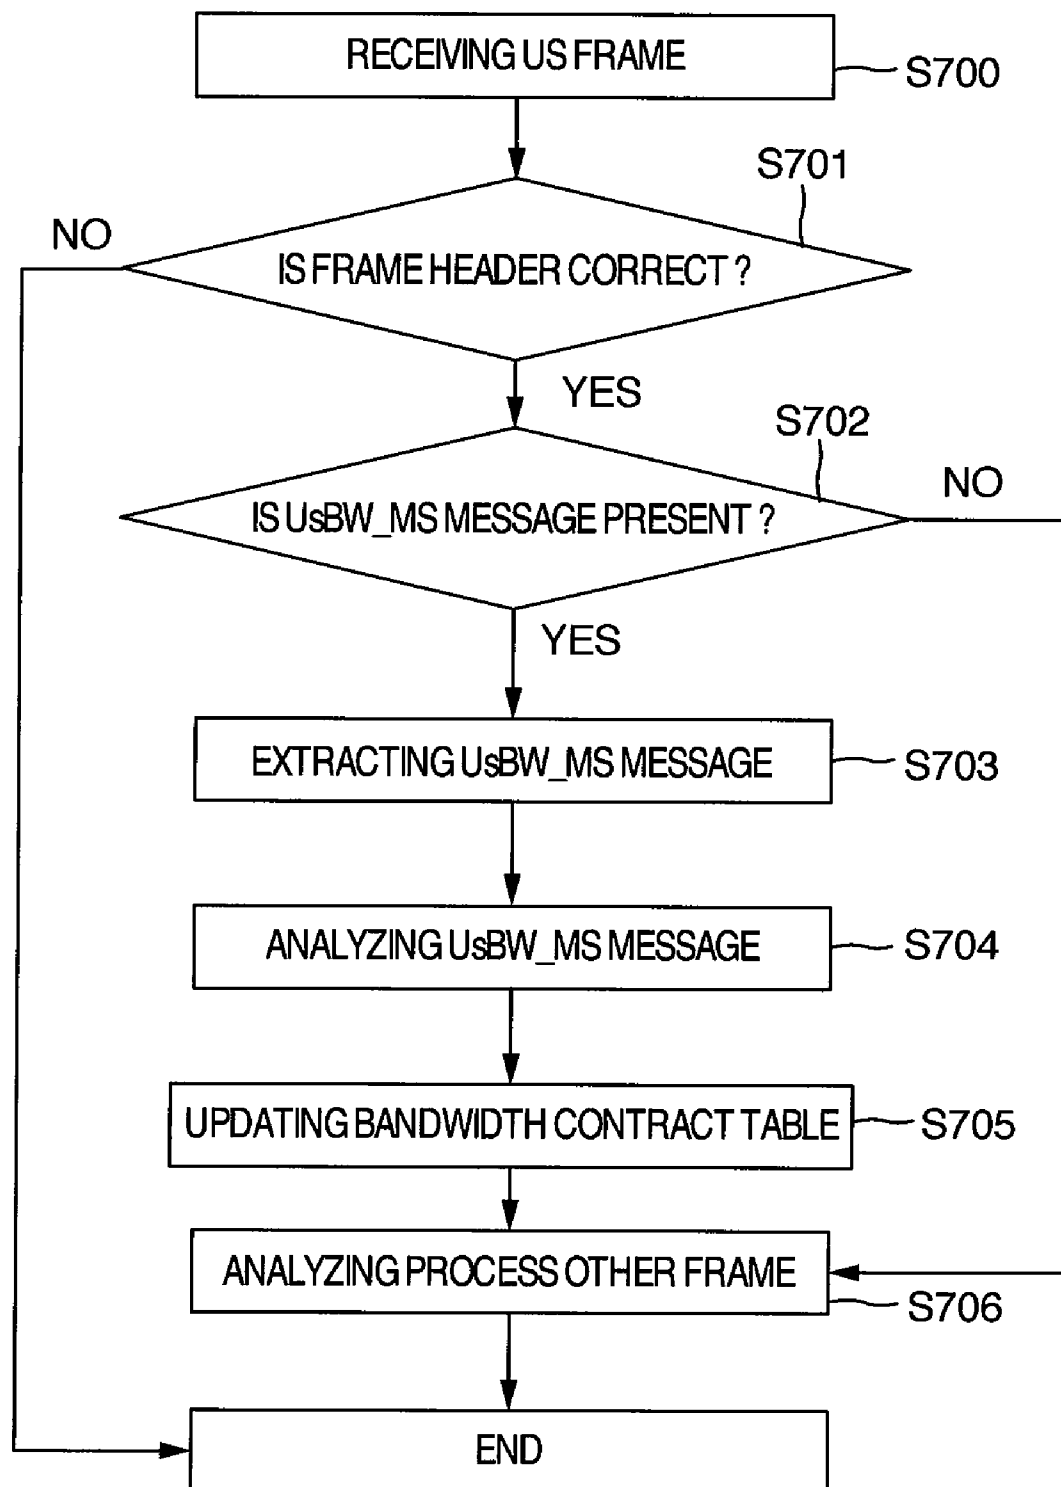 RECEIVING US FRAME
S700
S701
NO
IS FRAME HEADER CORRECT ?
YES
S702
NO
IS UsBW_MS MESSAGE PRESENT ?
YES
EXTRACTING UsBW_MS MESSAGE
S703
ANALYZING UsBW_MS MESSAGE
S704
UPDATING BANDWIDTH CONTRACT TABLE
S705
ANALYZING PROCESS OTHER FRAME
S706
END